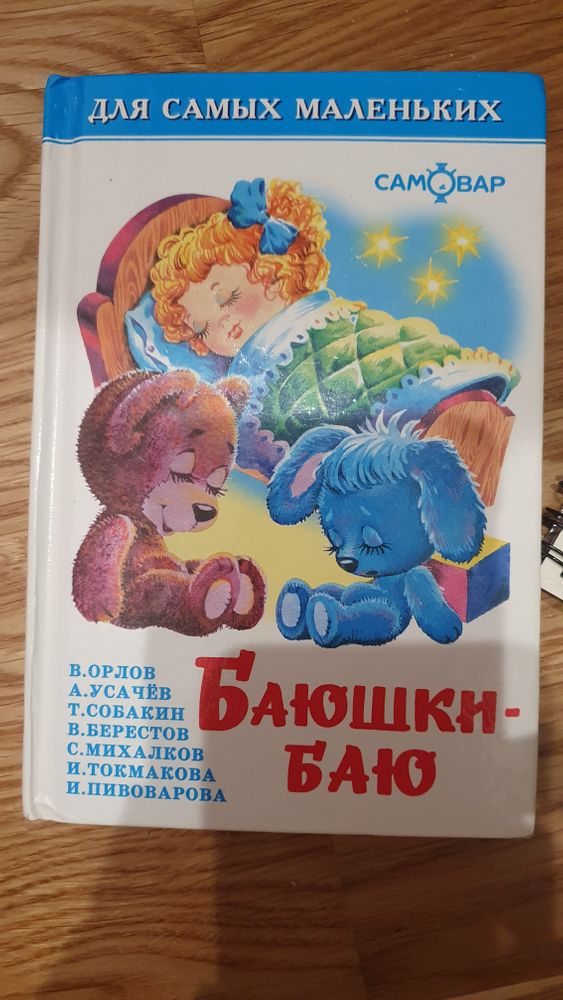 ДЛЯ САМЫХ МАЛЕНЬКИХ
САМОВАР
В.ОРЛОВ
А.УСАЧЁВ
Т.СОБАКИН
В.БЕРЕСТОВ
С.МИХАЛКОВ
И.ТОКМАКОВА
И.ПИВОВАРОВА
БАЮШКИ-
БАЮ